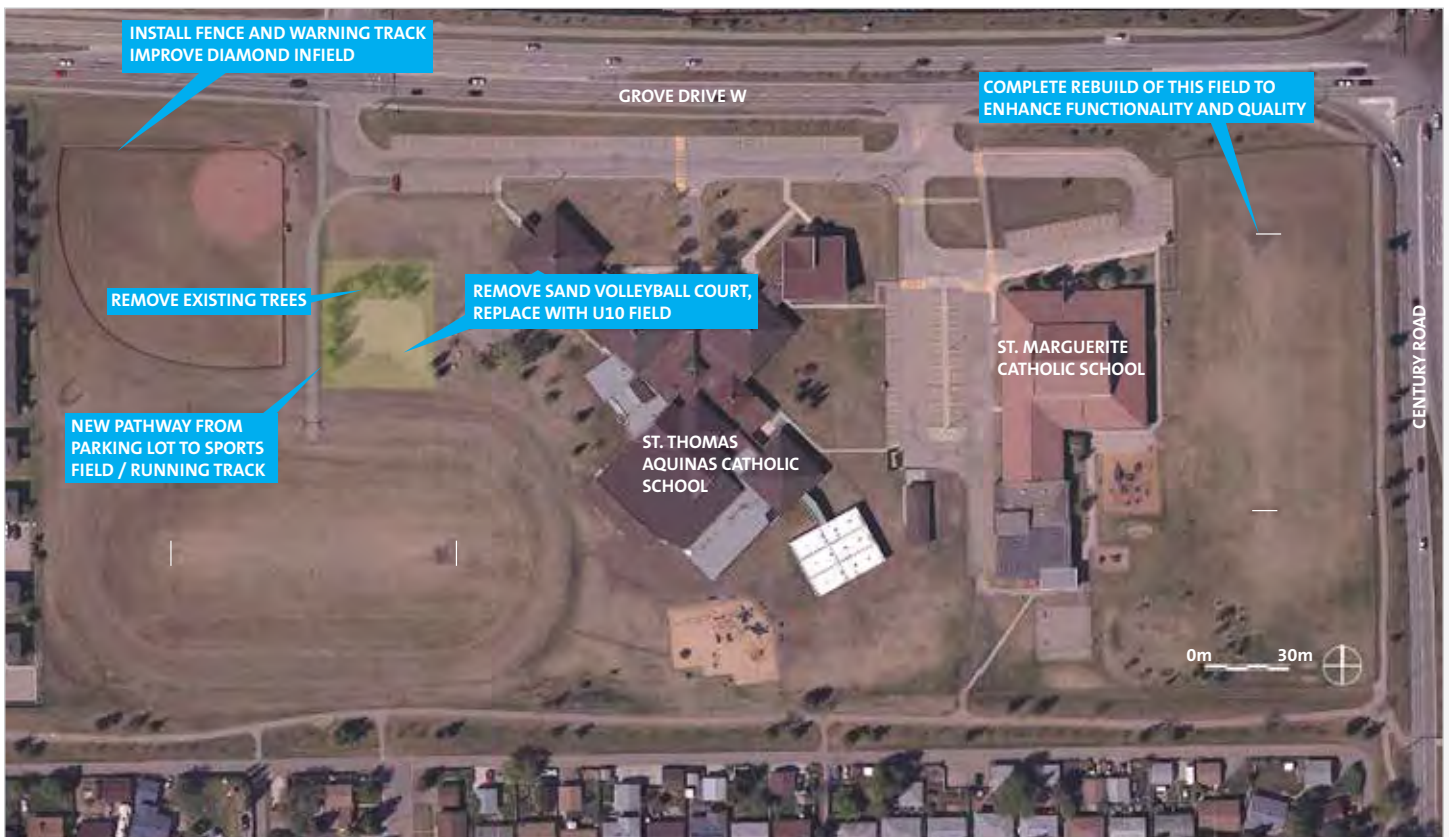 INSTALL FENCE AND WARNING TRACK
IMPROVE DIAMOND INFIELD
GROVE DRIVE W
COMPLETE REBUILD OF THIS FIELD TO
ENHANCE FUNCTIONALITY AND QUALITY
REMOVE EXISTING TREES
REMOVE SAND VOLLEYBALL COURT,
REPLACE WITH U10 FIELD
ST. MARGUERITE
CATHOLIC SCHOOL
CENTURY ROAD
NEW PATHWAY FROM
PARKING LOT TO SPORTS
FIELD / RUNNING TRACK
ST. THOMAS
AQUINAS CATHOLIC
SCHOOL
0m 30m